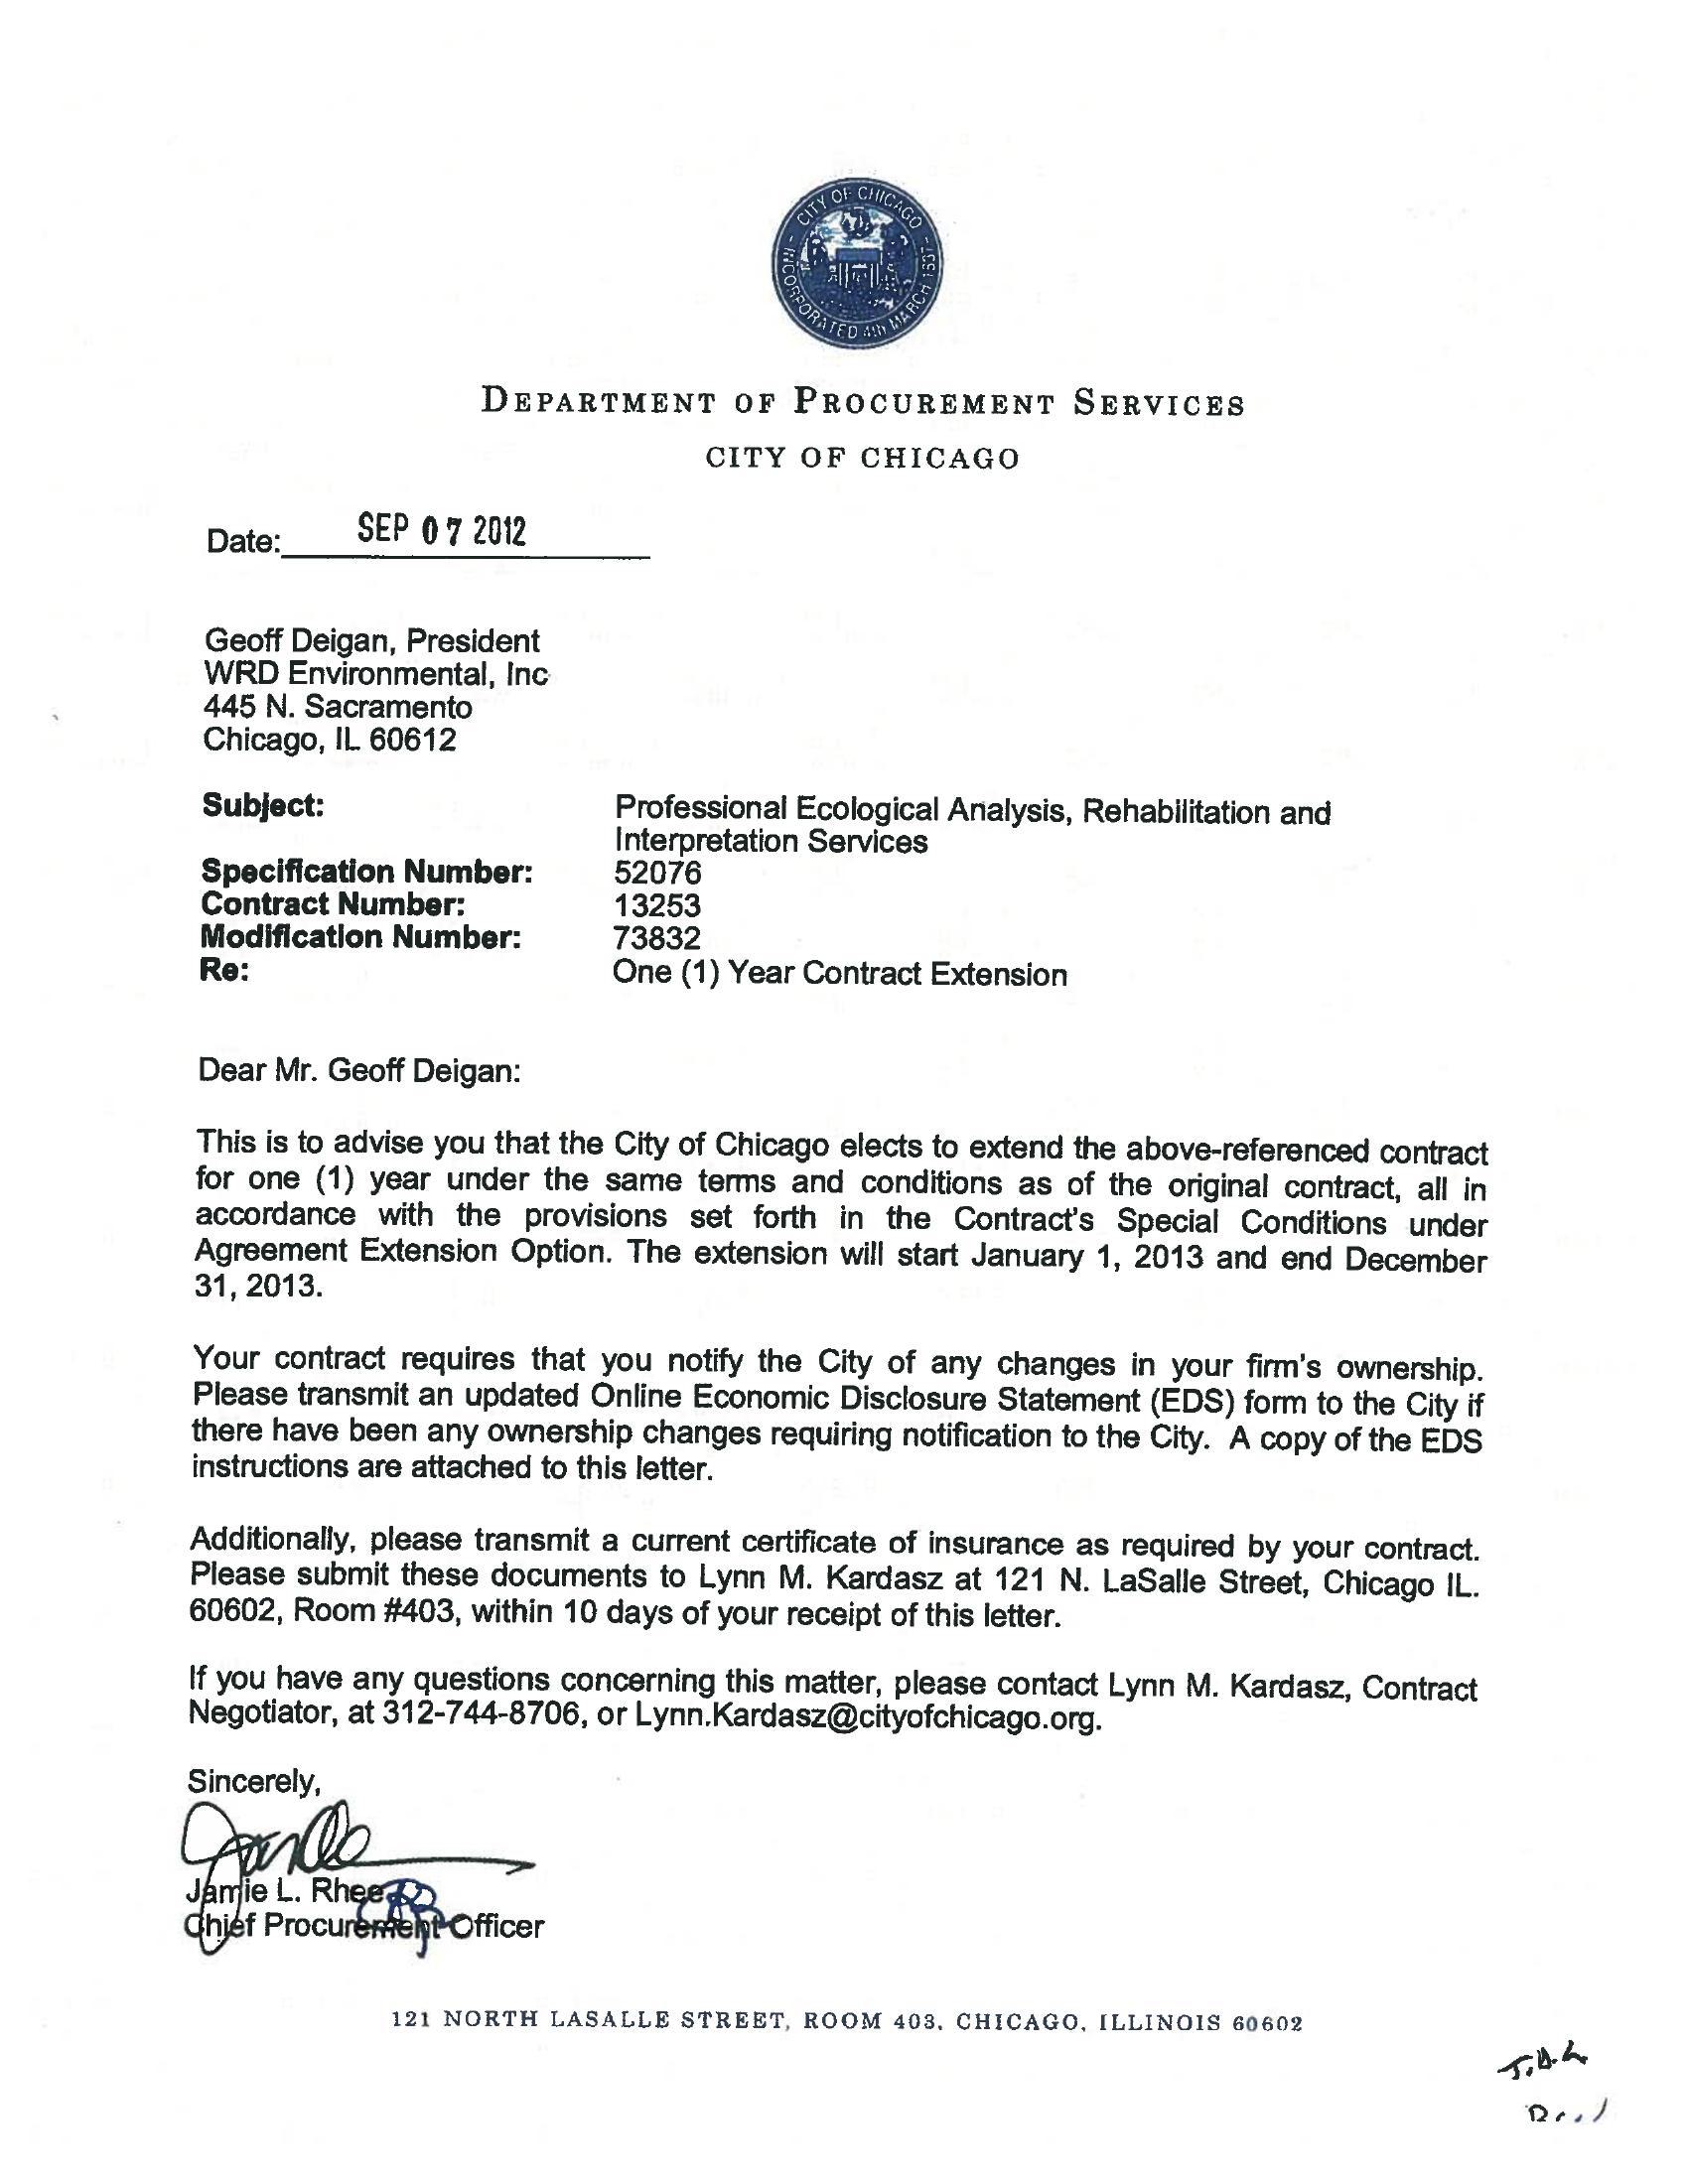 CITY OF CHICAGO
INCORPORATED 4th MARCH 1837
DEPARTMENT OF PROCUREMENT SERVICES
CITY OF CHICAGO
Date: SEP 07 2012
Geoff Deigan, President
WRD Environmental, Inc
445 N. Sacramento
Chicago, IL 60612
Subject: Professional Ecological Analysis, Rehabilitation and
Interpretation Services
Specification Number: 52076
Contract Number: 13253
Modification Number: 73832
Re: One (1) Year Contract Extension
Dear Mr. Geoff Deigan:
This is to advise you that the City of Chicago elects to extend the above-referenced contract
for one (1) year under the same terms and conditions as of the original contract, all in
accordance with the provisions set forth in the Contract's Special Conditions under
Agreement Extension Option. The extension will start January 1, 2013 and end December
31, 2013.
Your contract requires that you notify the City of any changes in your firm's ownership.
Please transmit an updated Online Economic Disclosure Statement (EDS) form to the City if
there have been any ownership changes requiring notification to the City. A copy of the EDS
instructions are attached to this letter.
Additionally, please transmit a current certificate of insurance as required by your contract.
Please submit these documents to Lynn M. Kardasz at 121 N. LaSalle Street, Chicago IL.
60602, Room #403, within 10 days of your receipt of this letter.
If you have any questions concerning this matter, please contact Lynn M. Kardasz, Contract
Negotiator, at 312-744-8706, or Lynn.Kardasz@cityofchicago.org.
Sincerely,
Jamie L. Rhee
Chief Procurement Officer
121 NORTH LASALLE STREET, ROOM 403, CHICAGO, ILLINOIS 60602